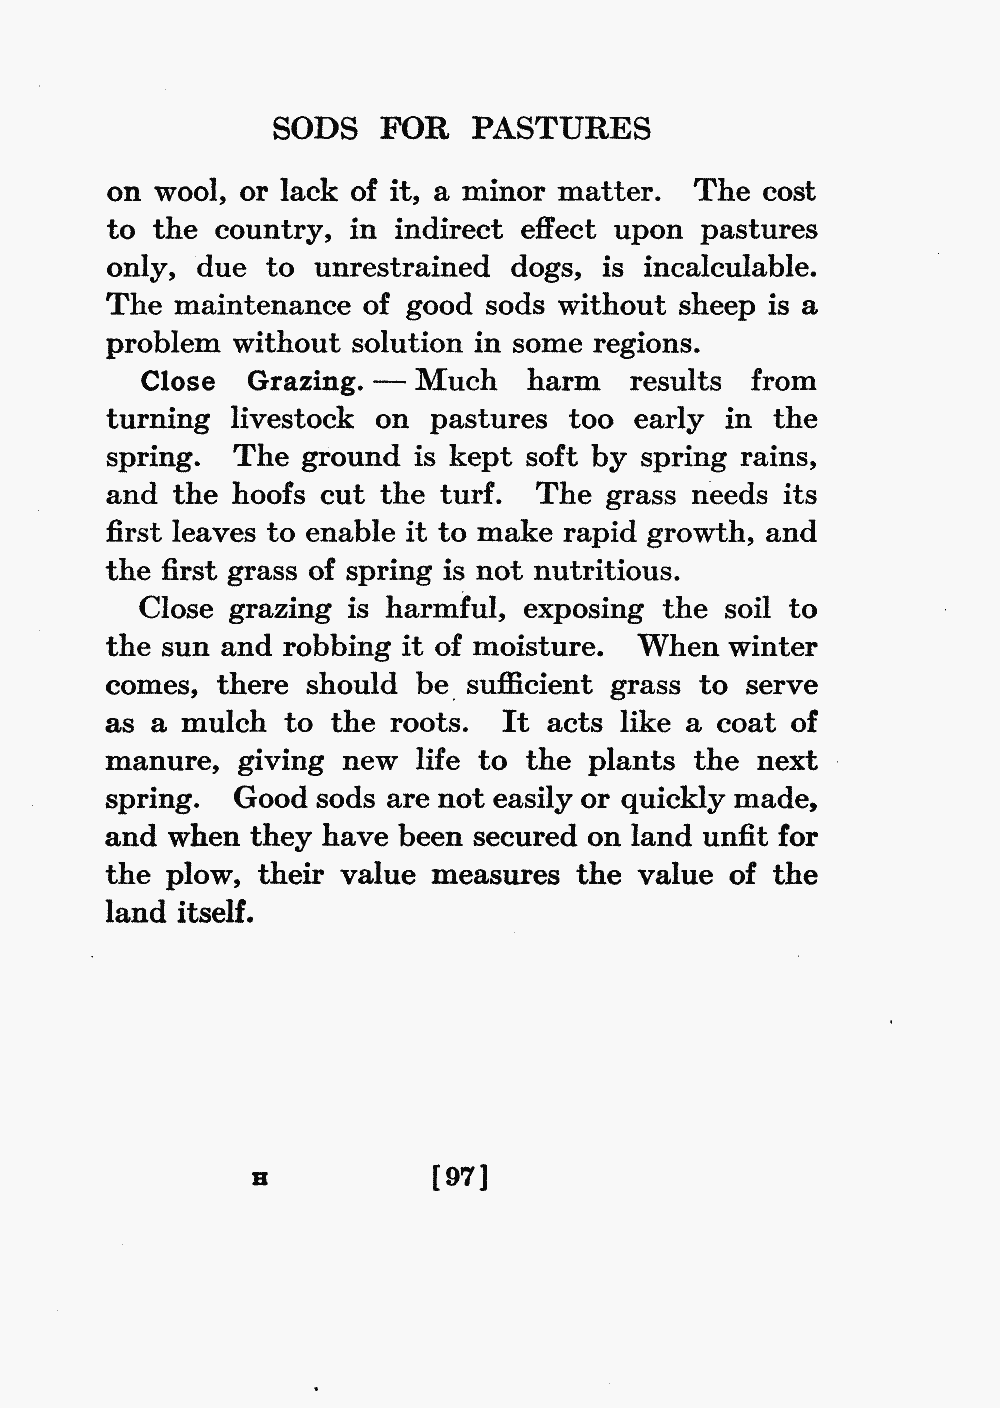 SODS FOR PASTURES
on wool, or lack of it, a minor matter. The cost
to the country, in indirect effect upon pastures
only, due to unrestrained dogs, is incalculable.
The maintenance of good sods without sheep is a
problem without solution in some regions.
Close Grazing. — Much harm results from
turning livestock on pastures too early in the
spring. The ground is kept soft by spring rains,
and the hoofs cut the turf. The grass needs its
first leaves to enable it to make rapid growth, and
the first grass of spring is not nutritious.
Close grazing is harmful, exposing the soil to
the sun and robbing it of moisture. When winter
comes, there should be sufficient grass to serve
as a mulch to the roots. It acts like a coat of
manure, giving new life to the plants the next
spring. Good sods are not easily or quickly made,
and when they have been secured on land unfit for
the plow, their value measures the value of the
land itself.
H [97]